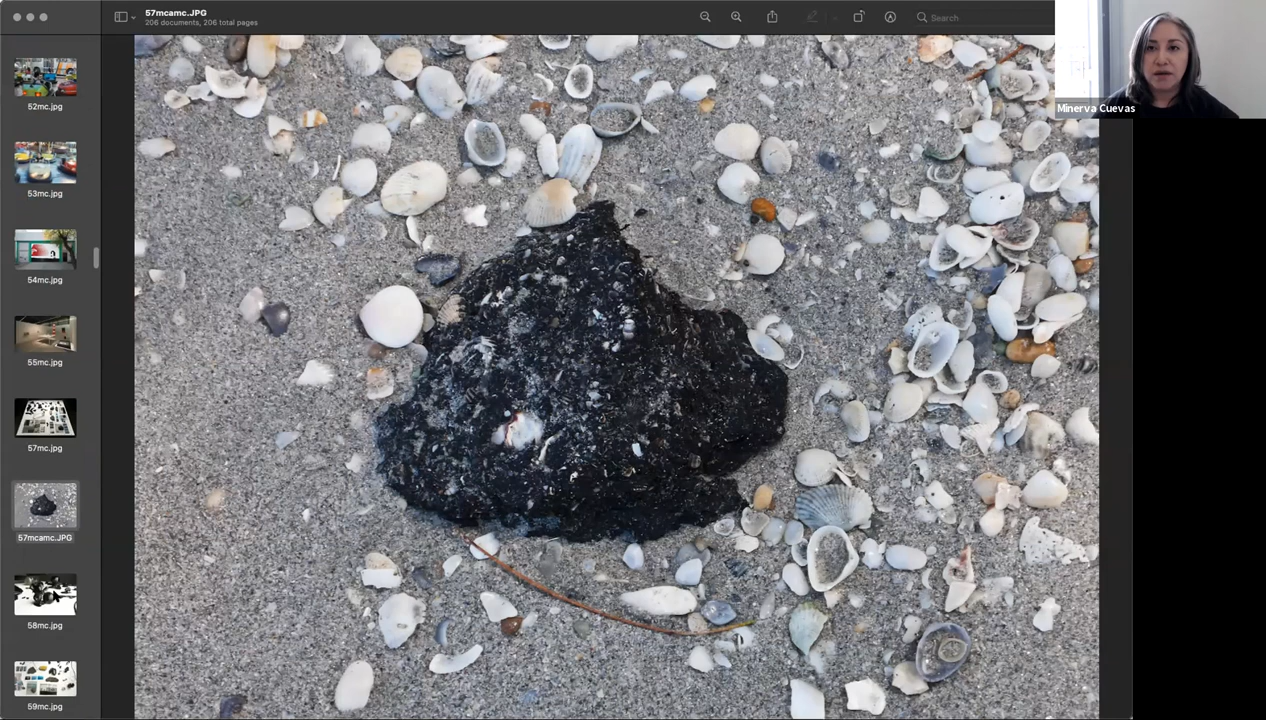 57mcamc.JPG
206 documents, 206 total pages
Search
Minerva Cuevas
52mc.jpg
53mc.jpg
54mc.jpg
55mc.jpg
57mc.jpg
57mcamc.JPG
58mc.jpg
59mc.jpg